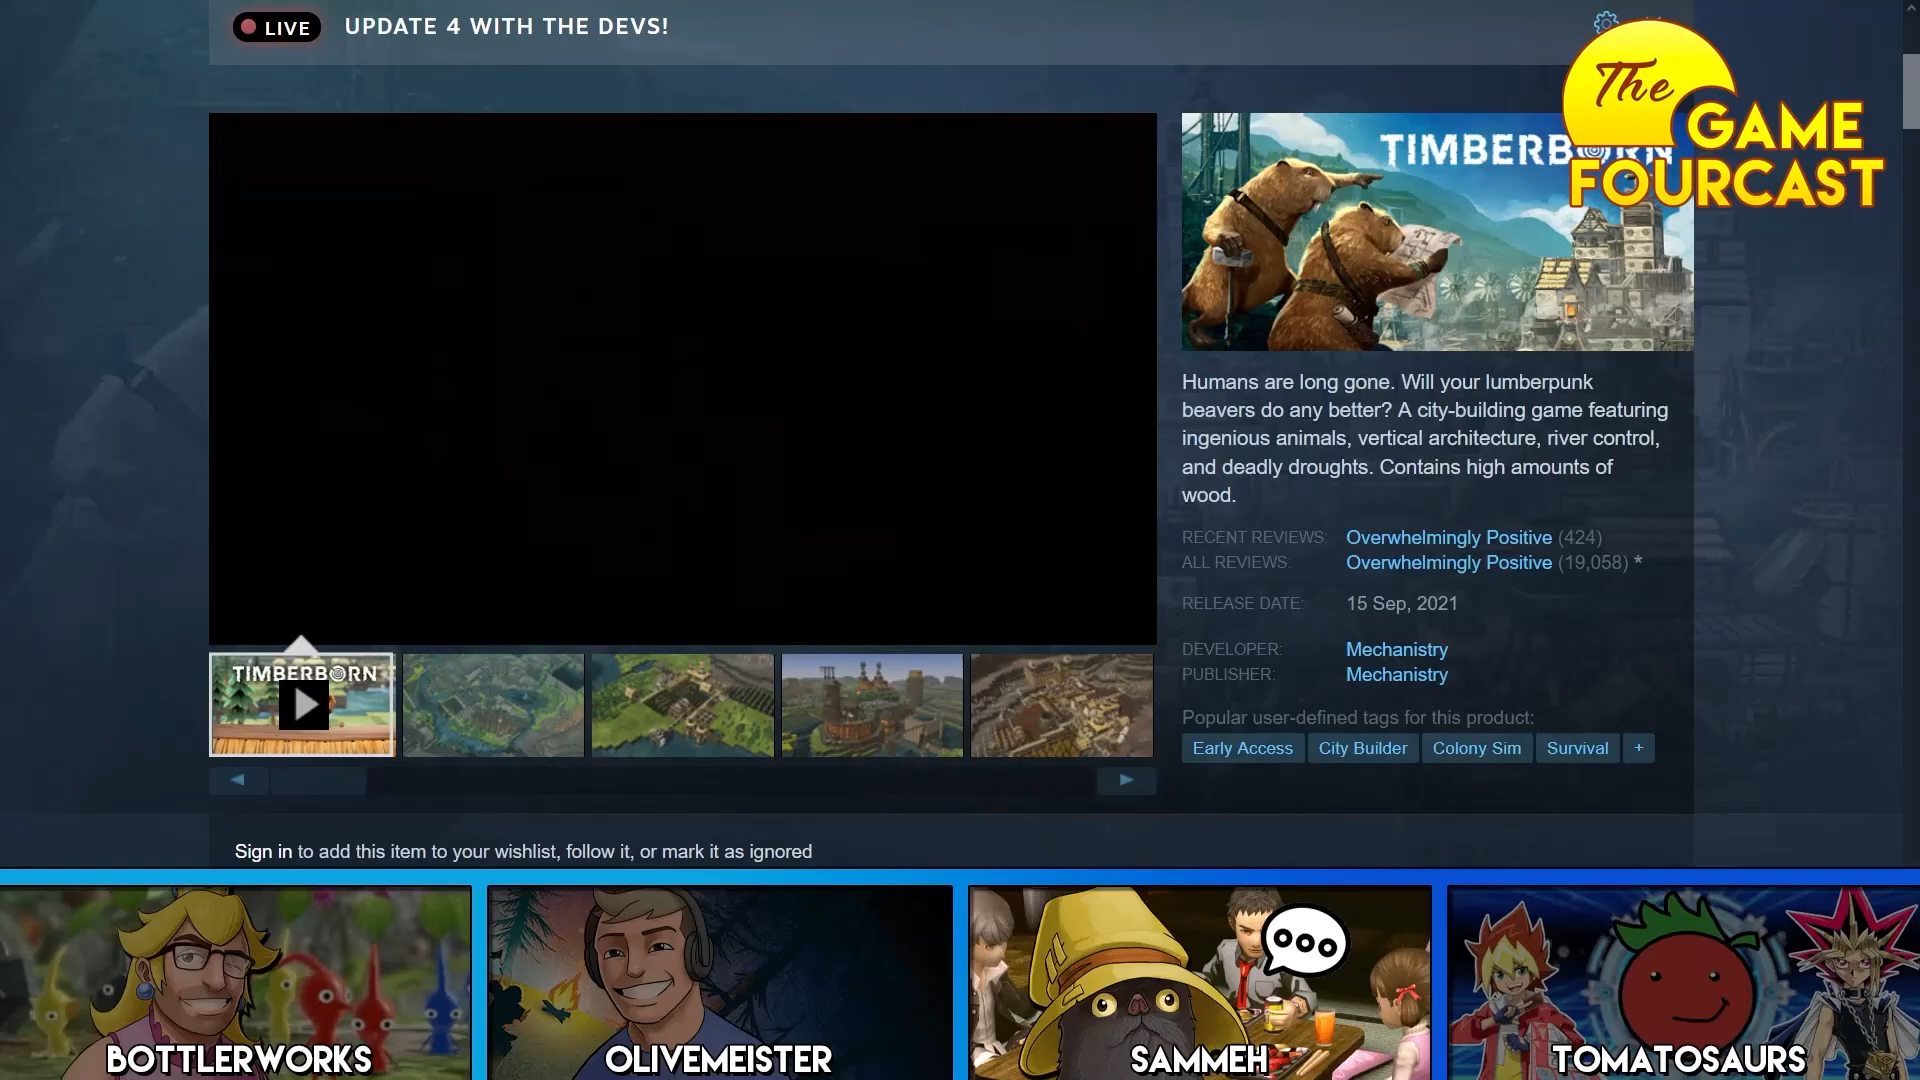 LIVE UPDATE 4 WITH THE DEVS!
The
GAME
FOURCAST
TIMBERBORN
Humans are long gone. Will your lumberpunk
beavers do any better? A city-building game featuring
ingenious animals, vertical architecture, river control,
and deadly droughts. Contains high amounts of
wood.
RECENT REVIEWS: Overwhelmingly Positive (424)
ALL REVIEWS: Overwhelmingly Positive (19,058) *
RELEASE DATE: 15 Sep, 2021
DEVELOPER: Mechanistry
PUBLISHER: Mechanistry
Popular user-defined tags for this product:
Early Access City Builder Colony Sim Survival +
TIMBERBORN
Sign in to add this item to your wishlist, follow it, or mark it as ignored
BOTTLERWORKS
OLIVEMEISTER
SAMMEH
TOMATOSAURS